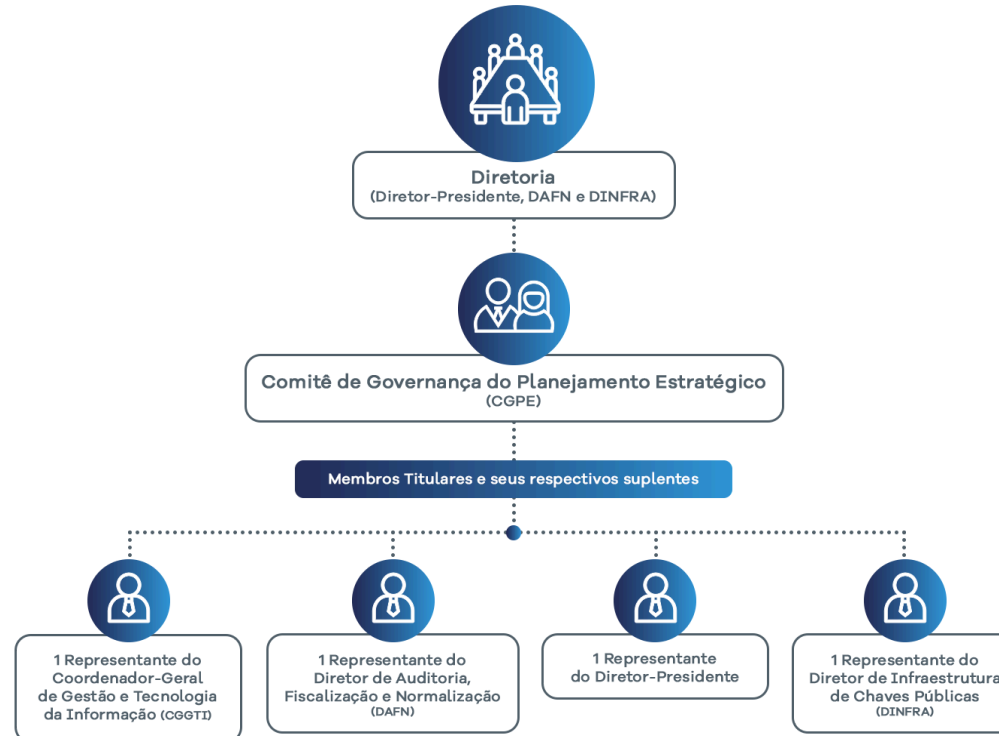 Diretoria
(Diretor-Presidente, DAFN e DINFRA)
Comitê de Governança do Planejamento Estratégico
(CGPE)
Membros Titulares e seus respectivos suplentes
1 Representante do
Coordenador-Geral
de Gestão e Tecnologia
da Informação (CGGTI)
1 Representante do
Diretor de Auditoria,
Fiscalização e Normalização
(DAFN)
1 Representante
do Diretor-Presidente
1 Representante do
Diretor de Infraestrutura
de Chaves Públicas
(DINFRA)